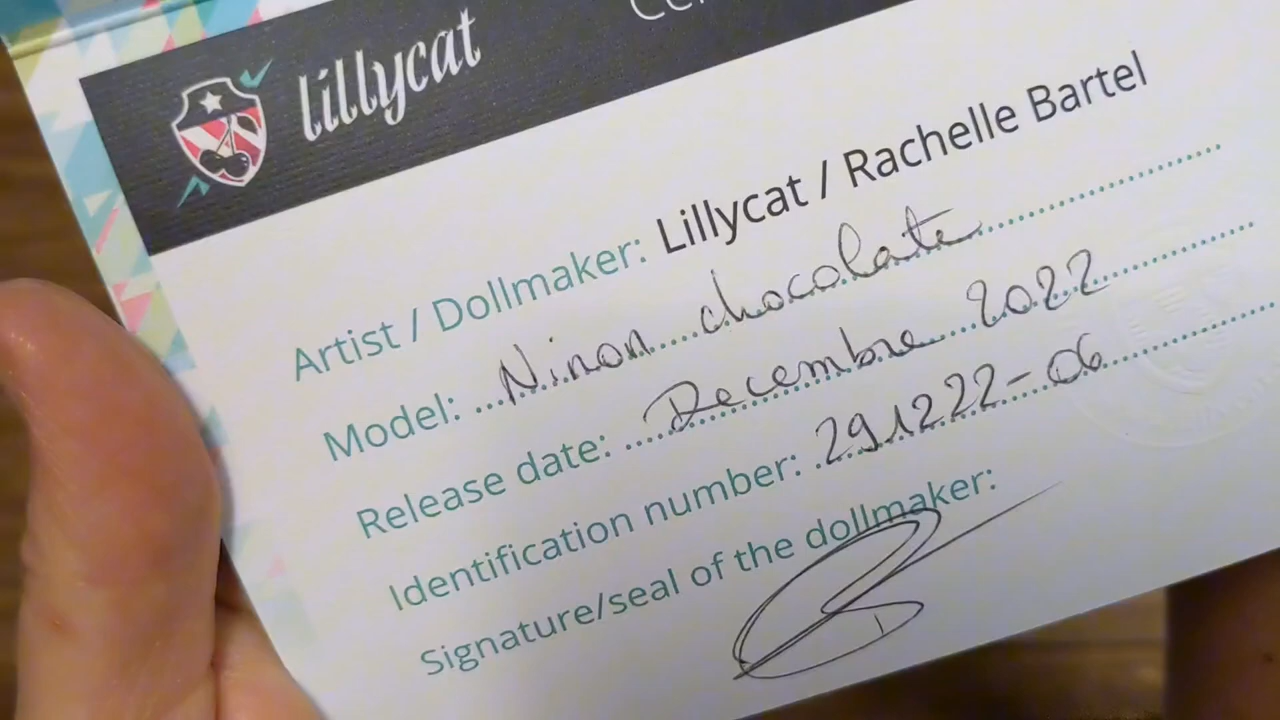 lillycat
Artist / Dollmaker: Lillycat / Rachelle Bartel
Model: Ninon chocolate
Release date: Decembre 2022
Identification number: 291222-06
Signature/seal of the dollmaker: